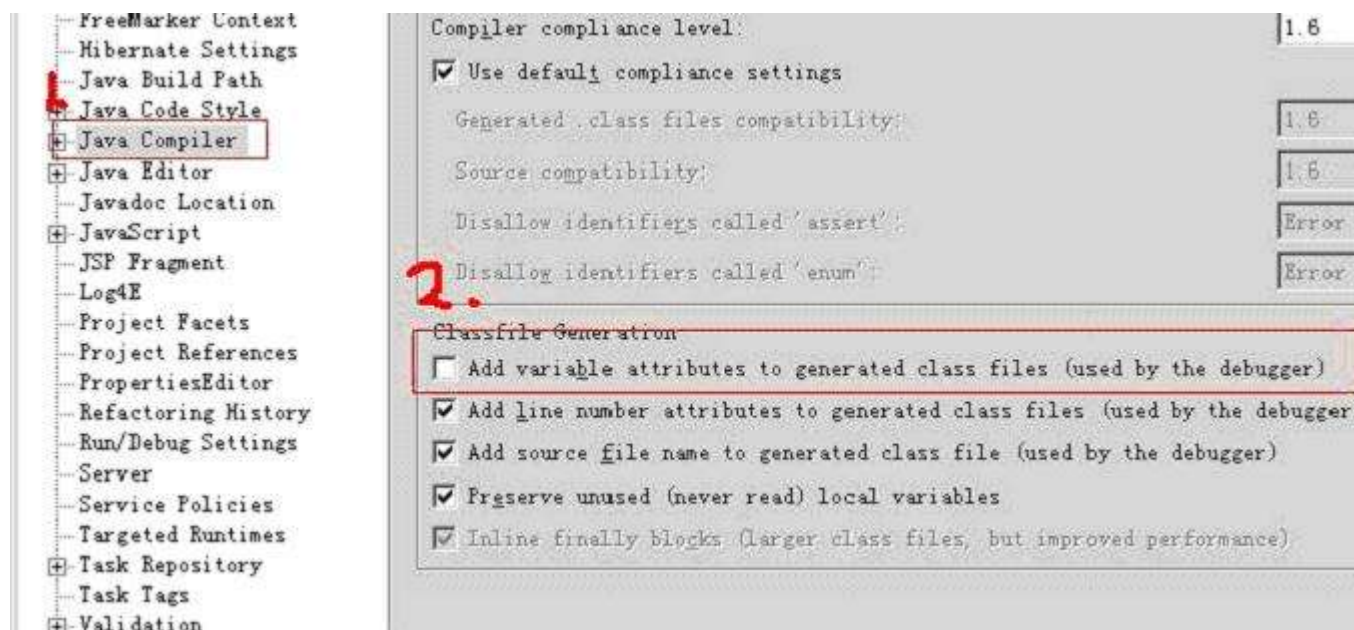 FreeMarker Context
Hibernate Settings
Java Build Path
1.
Java Code Style
Java Compiler
Java Editor
Javadoc Location
JavaScript
JSP Fragment
Log4E
Project Facets
Project References
PropertiesEditor
Refactoring History
Run/Debug Settings
Server
Service Policies
Targeted Runtimes
Task Repository
Task Tags
Validation
Compiler compliance level: 1.6
Use default compliance settings
Generated .class files compatibility: 1.6
Source compatibility: 1.6
Disallow identifiers called 'assert': Error
Disallow identifiers called 'enum': Error
2.
Classfile Generation
Add variable attributes to generated class files (used by the debugger)
Add line number attributes to generated class files (used by the debugger
Add source file name to generated class file (used by the debugger)
Preserve unused (never read) local variables
Inline finally blocks (larger class files, but improved performance)